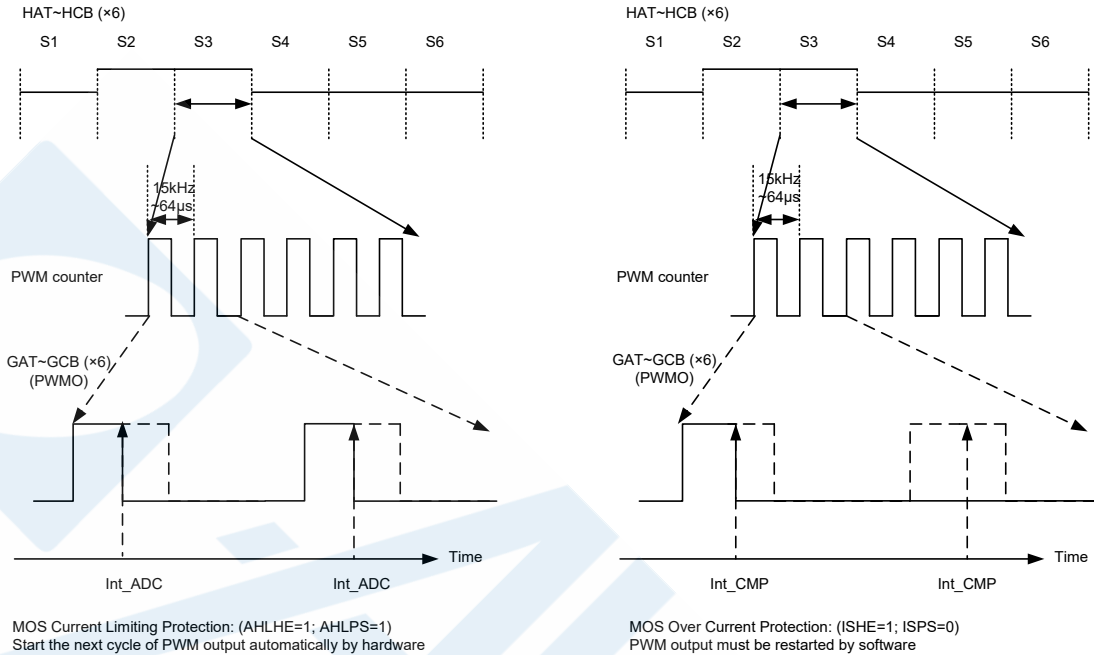 HAT~HCB (×6)
S1 S2 S3 S4 S5 S6
15kHz
~64μs
PWM counter
GAT~GCB (×6)
(PWMO)
Time
Int_ADC Int_ADC
MOS Current Limiting Protection: (AHLHE=1; AHLPS=1)
Start the next cycle of PWM output automatically by hardware
HAT~HCB (×6)
S1 S2 S3 S4 S5 S6
15kHz
~64μs
PWM counter
GAT~GCB (×6)
(PWMO)
Time
Int_CMP Int_CMP
MOS Over Current Protection: (ISHE=1; ISPS=0)
PWM output must be restarted by software